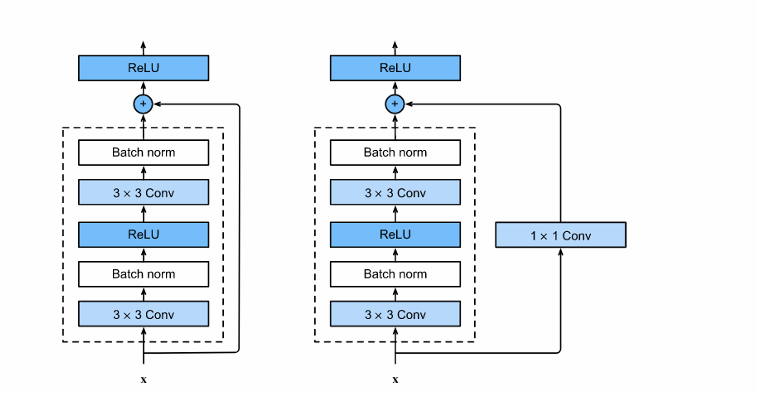 ReLU
+
Batch norm
3 × 3 Conv
ReLU
Batch norm
3 × 3 Conv
x
ReLU
+
Batch norm
3 × 3 Conv
ReLU
Batch norm
3 × 3 Conv
x
1 × 1 Conv